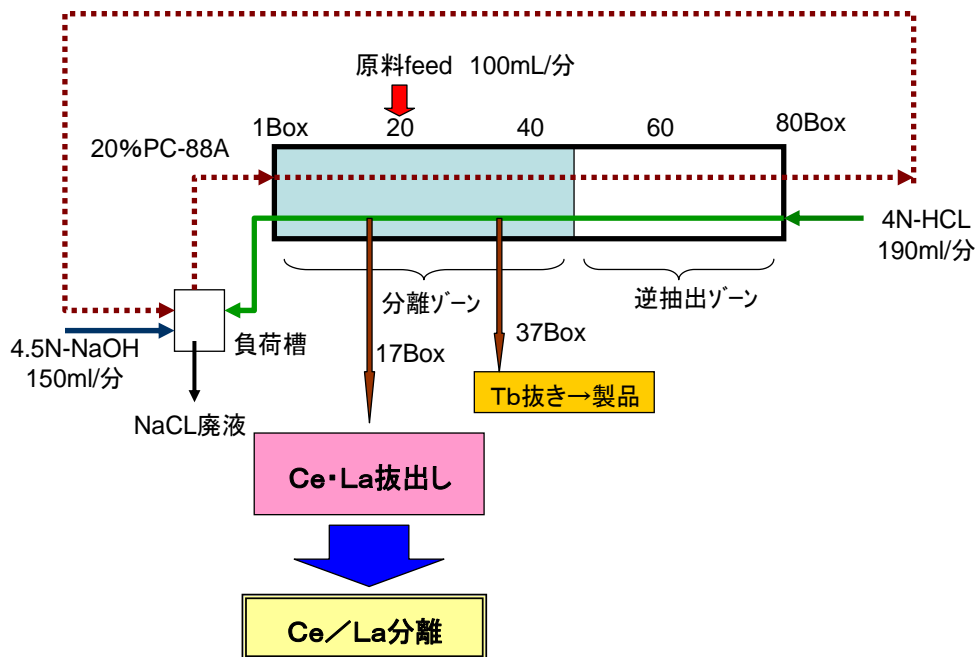 原料feed 100mL/分
1Box
20
40
60
80Box
20%PC-88A
4N-HCL
190ml/分
分離ｿﾞｰﾝ
逆抽出ｿﾞｰﾝ
4.5N-NaOH
150ml/分
負荷槽
17Box
37Box
NaCL廃液
Tb抜き→製品
Ce・La抜出し
Ce／La分離